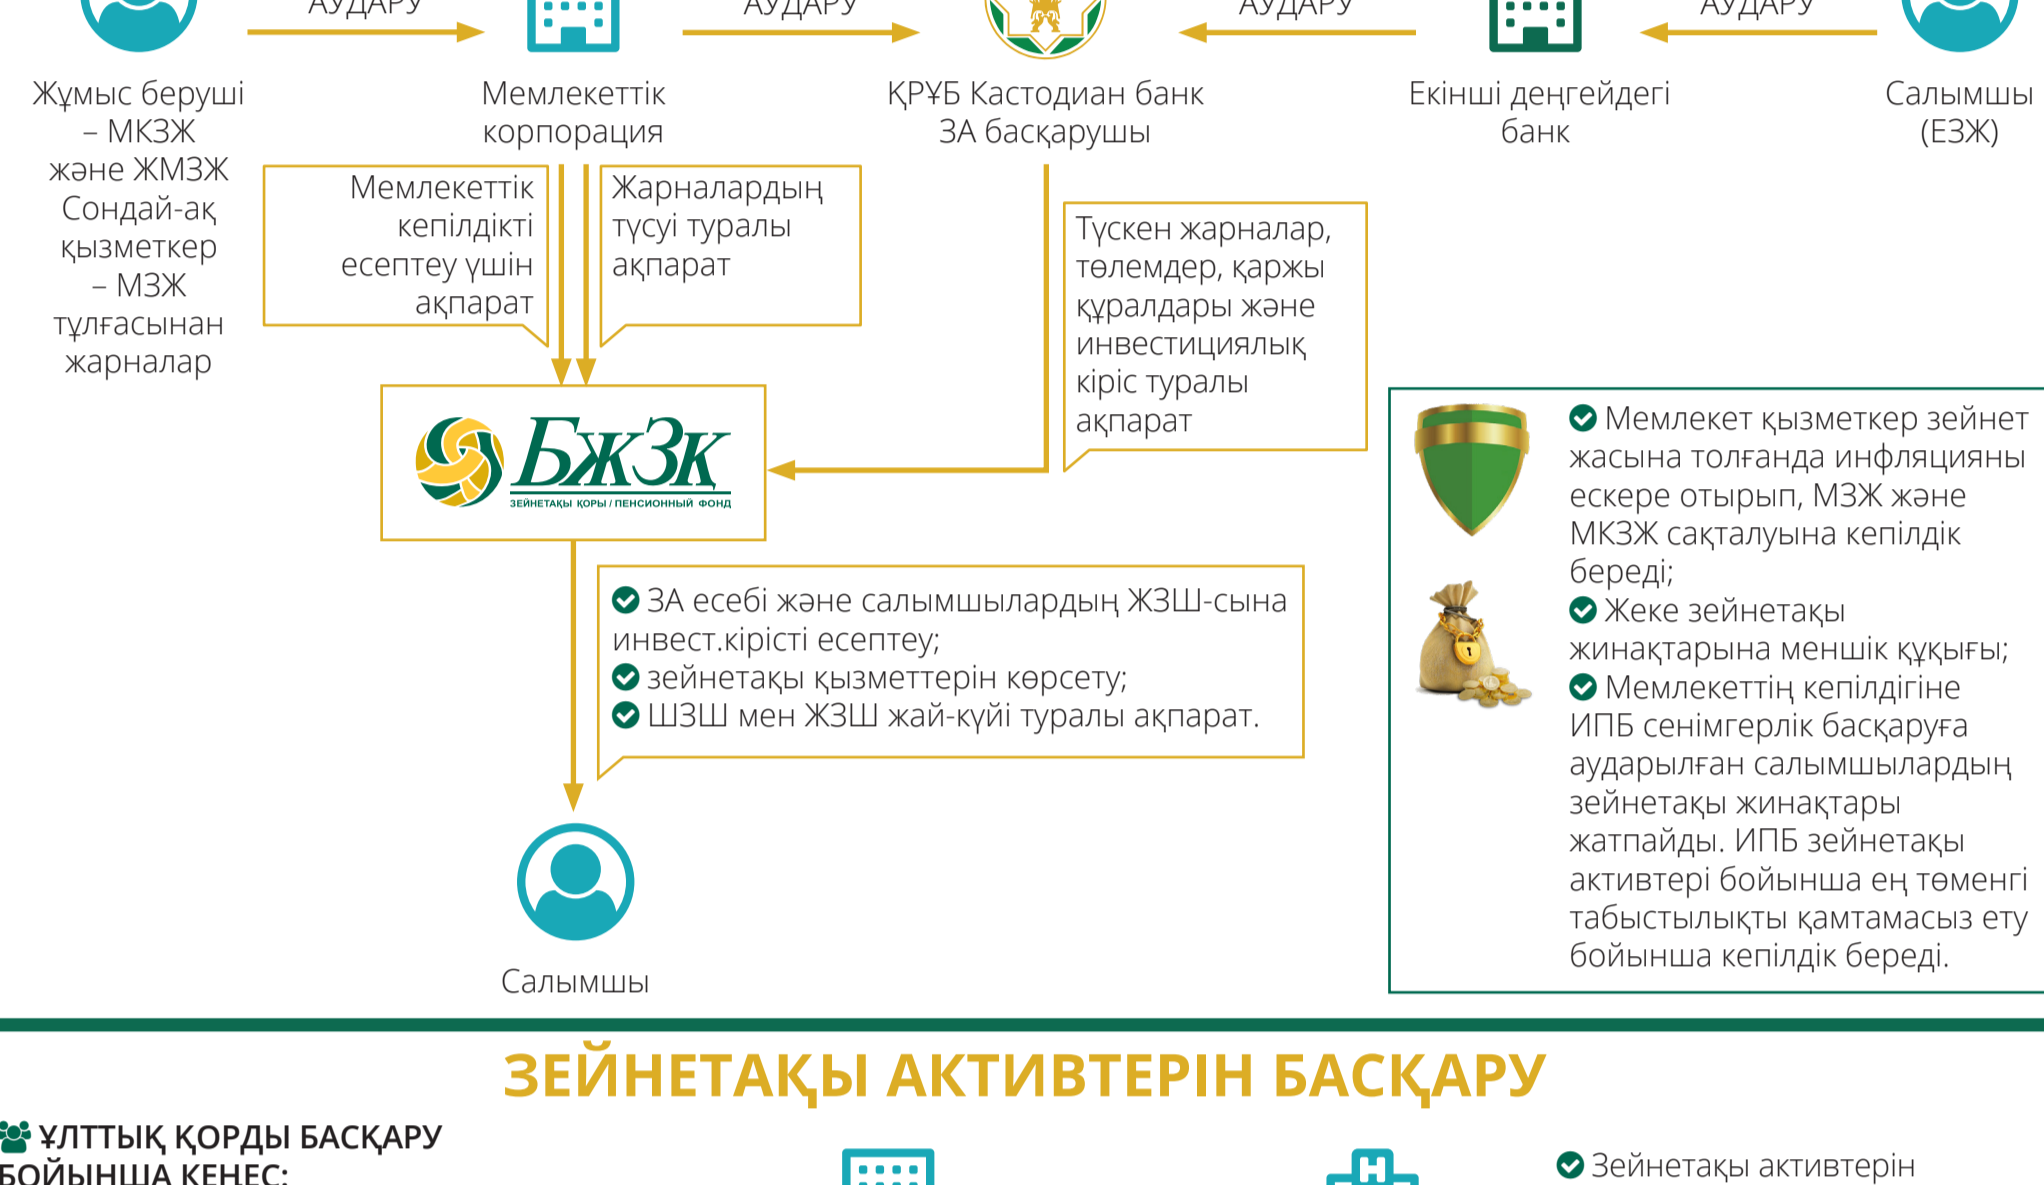 АУДАРУ
АУДАРУ
АУДАРУ
АУДАРУ
Жұмыс беруші
– МКЗЖ
және ЖМЗЖ
Сондай-ақ
қызметкер
– МЗЖ
тұлғасынан
жарналар
Мемлекеттік
корпорация
ҚРҰБ Кастодиан банк
ЗА басқарушы
Екінші деңгейдегі
банк
Салымшы
(ЕЗЖ)
Мемлекеттік
кепілдікті
есептеу үшін
ақпарат
Жарналардың
түсуі туралы
ақпарат
Түскен жарналар,
төлемдер, қаржы
құралдары және
инвестициялық
кіріс туралы
ақпарат
БЖЗҚ
ЗЕЙНЕТАҚЫ ҚОРЫ / ПЕНСИОННЫЙ ФОНД
ЗА есебі және салымшылардың ЖЗШ-сына
инвест.кірісті есептеу;
зейнетақы қызметтерін көрсету;
ШЗШ мен ЖЗШ жай-күйі туралы ақпарат.
Салымшы
Мемлекет қызметкер зейнет
жасына толғанда инфляцияны
ескере отырып, МЗЖ және
МКЗЖ сақталуына кепілдік
береді;
Жеке зейнетақы
жинақтарына меншік құқығы;
Мемлекеттің кепілдігіне
ИПБ сенімгерлік басқаруға
аударылған салымшылардың
зейнетақы жинақтары
жатпайды. ИПБ зейнетақы
активтері бойынша ең төменгі
табыстылықты қамтамасыз ету
бойынша кепілдік береді.
ЗЕЙНЕТАҚЫ АКТИВТЕРІН БАСҚАРУ
ҰЛТТЫҚ ҚОРДЫ БАСҚАРУ
БОЙЫНША КЕҢЕС:
Зейнетақы активтерін